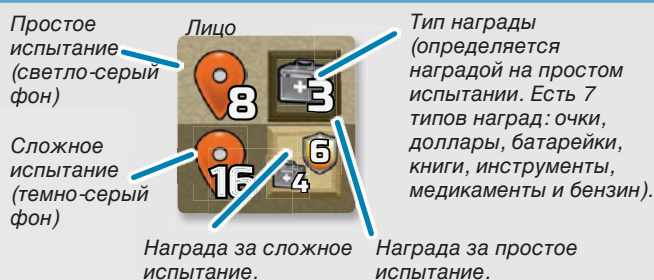 Простое
испытание
(светло-серый
фон)
Лицо
8
3
16
6
4
Тип награды
(определяется
наградой на простом
испытании. Есть 7
типов наград: очки,
доллары, батарейки,
книги, инструменты,
медикаменты и бензин).
Сложное
испытание
(темно-серый
фон)
Награда за сложное
испытание.
Награда за простое
испытание.